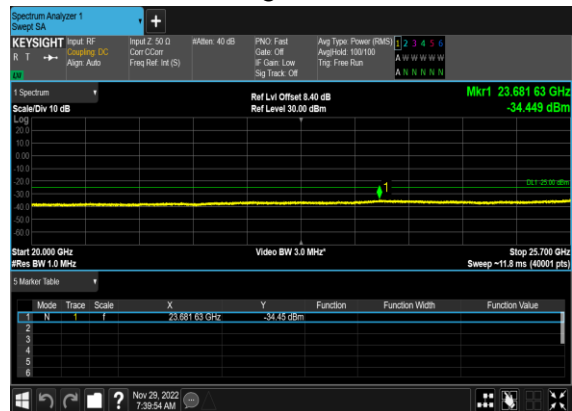 Spectrum Analyzer 1
Swept SA
KEYSIGHT Input: RF Input Z: 50 Ω #Atten: 40 dB PNO: Fast Avg Type: Power (RMS) 1 2 3 4 5 6
R T Coupling: DC Corr CCorr Gate: Off Avg|Hold: 100/100 A W W W W W
Align: Auto Freq Ref: Int (S) IF Gain: Low Trig: Free Run
Sig Track: Off A N N N N N
1 Spectrum Ref Lvl Offset 8.40 dB Mkr1 23.681 63 GHz
Scale/Div 10 dB Ref Level 30.00 dBm -34.449 dBm
Log
20.0
10.0
0.00
-10.0
-20.0
-30.0
-40.0
-50.0
-60.0
1
Start 20.000 GHz Video BW 3.0 MHz* Stop 25.700 GHz
#Res BW 1.0 MHz Sweep ~11.8 ms (40001 pts)
5 Marker Table
Mode Trace Scale X Y Function Function Width Function Value
1 N 1 f 23.681 63 GHz -34.45 dBm
2
3
4
5
6
? Nov 29, 2022
7:39:54 AM